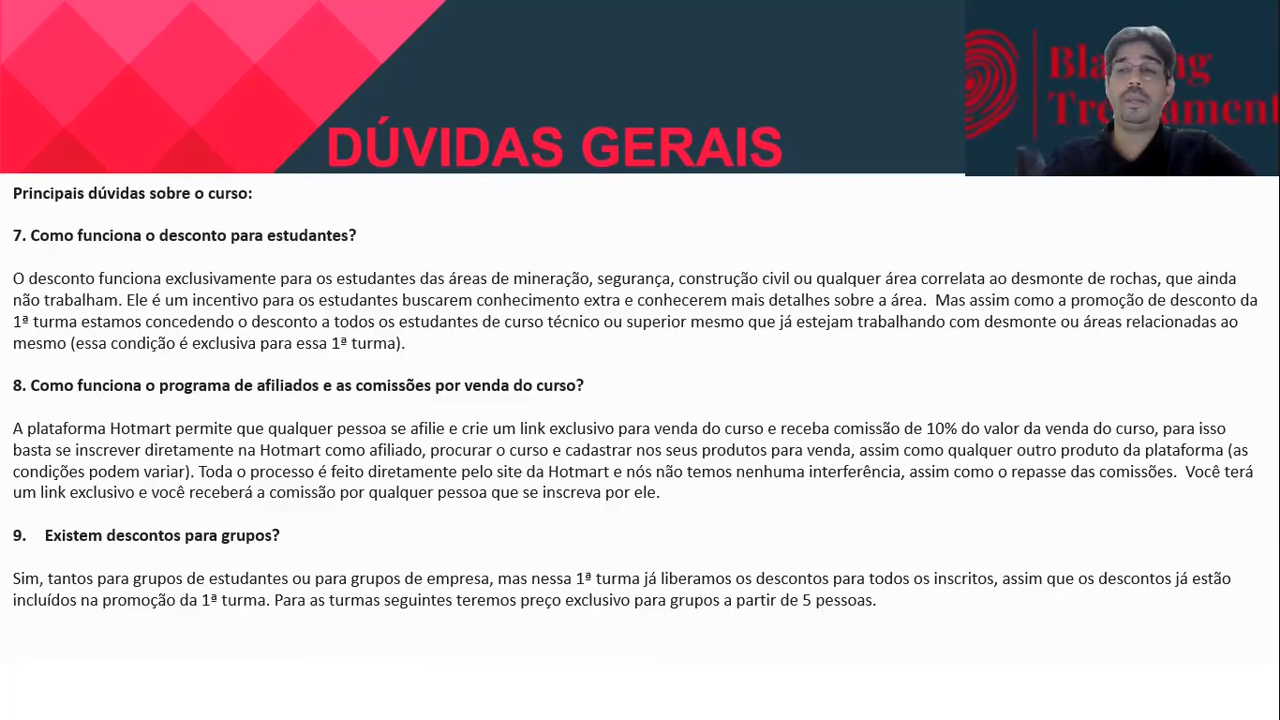 DÚVIDAS GERAIS
Principais dúvidas sobre o curso:
7. Como funciona o desconto para estudantes?
O desconto funciona exclusivamente para os estudantes das áreas de mineração, segurança, construção civil ou qualquer área correlata ao desmonte de rochas, que ainda
não trabalham. Ele é um incentivo para os estudantes buscarem conhecimento extra e conhecerem mais detalhes sobre a área. Mas assim como a promoção de desconto da
1ª turma estamos concedendo o desconto a todos os estudantes de curso técnico ou superior mesmo que já estejam trabalhando com desmonte ou áreas relacionadas ao
mesmo (essa condição é exclusiva para essa 1ª turma).
8. Como funciona o programa de afiliados e as comissões por venda do curso?
A plataforma Hotmart permite que qualquer pessoa se afilie e crie um link exclusivo para venda do curso e receba comissão de 10% do valor da venda do curso, para isso
basta se inscrever diretamente na Hotmart como afiliado, procurar o curso e cadastrar nos seus produtos para venda, assim como qualquer outro produto da plataforma (as
condições podem variar). Toda o processo é feito diretamente pelo site da Hotmart e nós não temos nenhuma interferência, assim como o repasse das comissões. Você terá
um link exclusivo e você receberá a comissão por qualquer pessoa que se inscreva por ele.
9. Existem descontos para grupos?
Sim, tantos para grupos de estudantes ou para grupos de empresa, mas nessa 1ª turma já liberamos os descontos para todos os inscritos, assim que os descontos já estão
incluídos na promoção da 1ª turma. Para as turmas seguintes teremos preço exclusivo para grupos a partir de 5 pessoas.